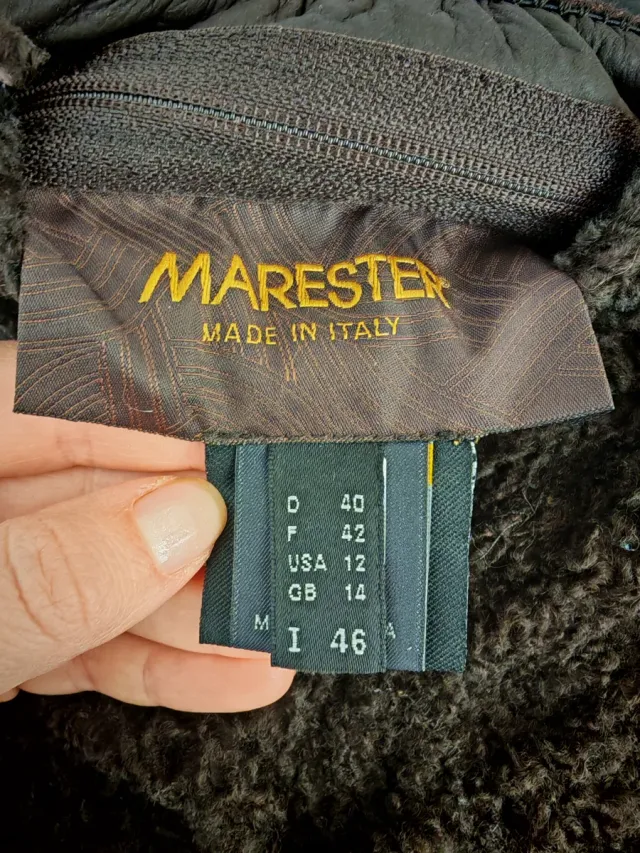 MARESTER
MADE IN ITALY
D 40
F 42
USA 12
GB 14
I 46